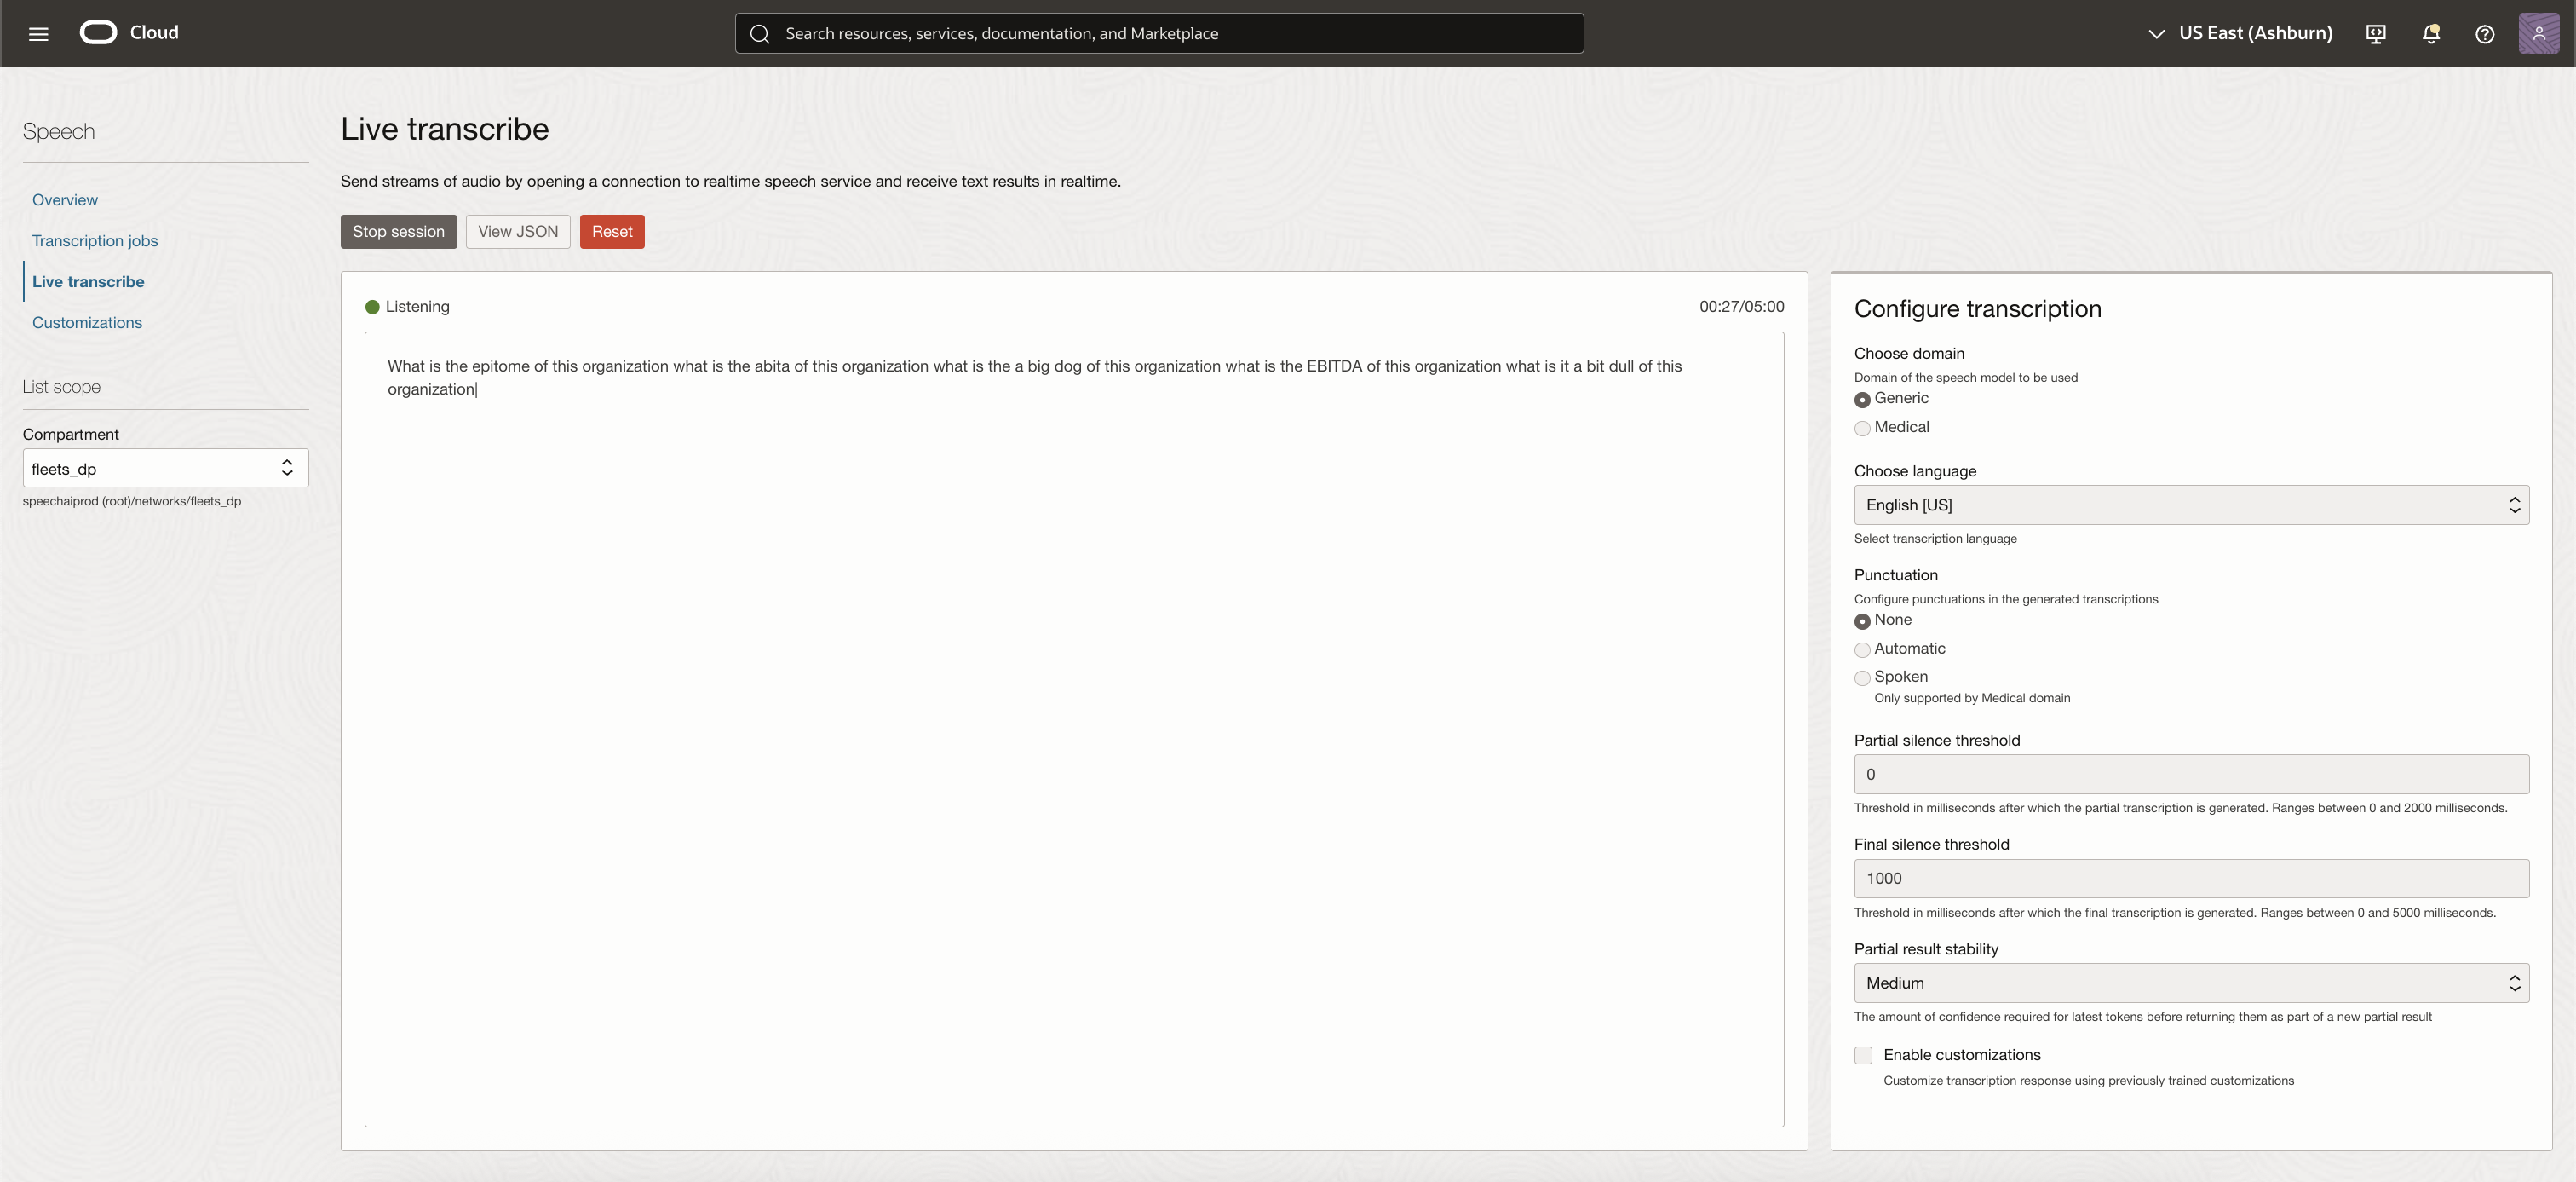 Cloud
Search resources, services, documentation, and Marketplace
US East (Ashburn)
Speech
Overview
Transcription jobs
Live transcribe
Customizations
List scope
Compartment
fleets_dp
speechaiprod (root)/networks/fleets_dp
Live transcribe
Send streams of audio by opening a connection to realtime speech service and receive text results in realtime.
Stop session
View JSON
Reset
Listening
00:27/05:00
What is the epitome of this organization what is the abita of this organization what is the a big dog of this organization what is the EBITDA of this organization what is it a bit dull of this
organization
Configure transcription
Choose domain
Domain of the speech model to be used
Generic
Medical
Choose language
English [US]
Select transcription language
Punctuation
Configure punctuations in the generated transcriptions
None
Automatic
Spoken
Only supported by Medical domain
Partial silence threshold
0
Threshold in milliseconds after which the partial transcription is generated. Ranges between 0 and 2000 milliseconds.
Final silence threshold
1000
Threshold in milliseconds after which the final transcription is generated. Ranges between 0 and 5000 milliseconds.
Partial result stability
Medium
The amount of confidence required for latest tokens before returning them as part of a new partial result
Enable customizations
Customize transcription response using previously trained customizations